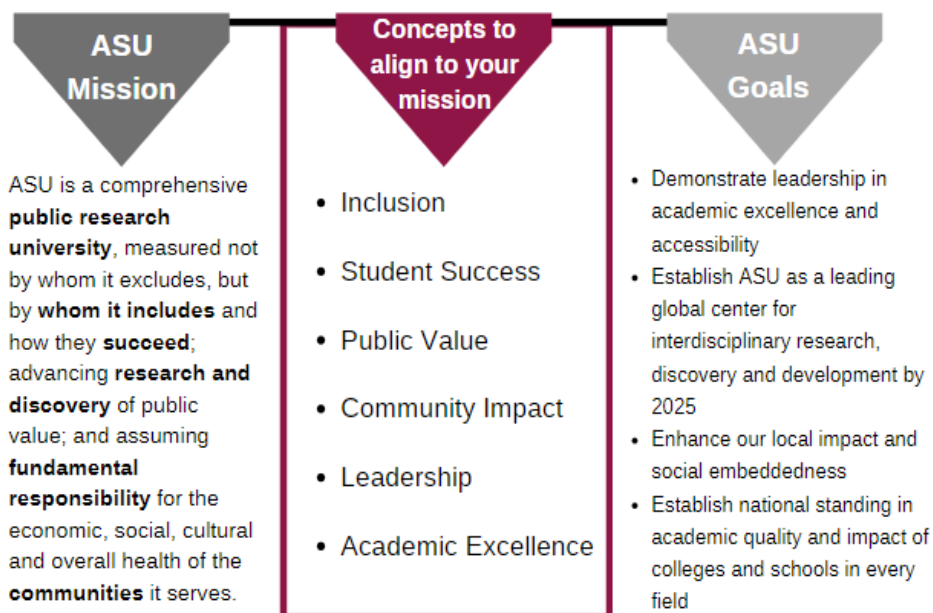 ASU
Mission
ASU is a comprehensive
public research
university, measured not
by whom it excludes, but
by whom it includes and
how they succeed;
advancing research and
discovery of public
value; and assuming
fundamental
responsibility for the
economic, social, cultural
and overall health of the
communities it serves.
Concepts to
align to your
mission
• Inclusion
• Student Success
• Public Value
• Community Impact
• Leadership
• Academic Excellence
ASU
Goals
• Demonstrate leadership in
academic excellence and
accessibility
• Establish ASU as a leading
global center for
interdisciplinary research,
discovery and development by
2025
• Enhance our local impact and
social embeddedness
• Establish national standing in
academic quality and impact of
colleges and schools in every
field